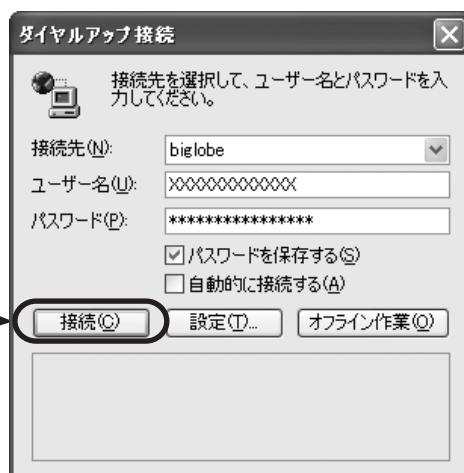 ダイヤルアップ接続
接続先を選択して、ユーザー名とパスワードを入
力してください。
接続先(N): biglobe
ユーザー名(U): XXXXXXXXXXXXX
パスワード(P): ****************
パスワードを保存する(S)
自動的に接続する(A)
接続(C) 設定(T)... オフライン作業(O)